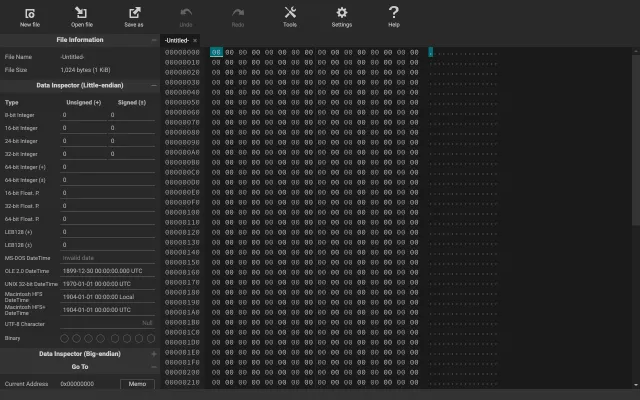 New file Open file Save as Undo Redo Tools Settings Help
File Information
File Name -Untitled-
File Size 1,024 bytes (1 KiB)
Data Inspector (Little-endian)
Type Unsigned (+) Signed (±)
8-bit Integer 0 0
16-bit Integer 0 0
24-bit Integer 0 0
32-bit Integer 0 0
64-bit Integer (+) 0
64-bit Integer (±) 0
16-bit Float. P. 0
32-bit Float. P. 0
64-bit Float. P. 0
LEB128 (+) 0
LEB128 (±) 0
MS-DOS DateTime Invalid date
OLE 2.0 DateTime 1899-12-30 00:00:00.000 UTC
UNIX 32-bit DateTime 1970-01-01 00:00:00 UTC
Macintosh HFS DateTime 1904-01-01 00:00:00 Local
Macintosh HFS+ DateTime 1904-01-01 00:00:00 UTC
UTF-8 Character Null
Binary
Data Inspector (Big-endian)
Go To
Current Address 0x00000000 Memo
-Untitled- ×
00000000 00 00 00 00 00 00 00 00 00 00 00 00 00 00 00 00 ................
00000010 00 00 00 00 00 00 00 00 00 00 00 00 00 00 00 00 ................
00000020 00 00 00 00 00 00 00 00 00 00 00 00 00 00 00 00 ................
00000030 00 00 00 00 00 00 00 00 00 00 00 00 00 00 00 00 ................
00000040 00 00 00 00 00 00 00 00 00 00 00 00 00 00 00 00 ................
00000050 00 00 00 00 00 00 00 00 00 00 00 00 00 00 00 00 ................
00000060 00 00 00 00 00 00 00 00 00 00 00 00 00 00 00 00 ................
00000070 00 00 00 00 00 00 00 00 00 00 00 00 00 00 00 00 ................
00000080 00 00 00 00 00 00 00 00 00 00 00 00 00 00 00 00 ................
00000090 00 00 00 00 00 00 00 00 00 00 00 00 00 00 00 00 ................
000000A0 00 00 00 00 00 00 00 00 00 00 00 00 00 00 00 00 ................
000000B0 00 00 00 00 00 00 00 00 00 00 00 00 00 00 00 00 ................
000000C0 00 00 00 00 00 00 00 00 00 00 00 00 00 00 00 00 ................
000000D0 00 00 00 00 00 00 00 00 00 00 00 00 00 00 00 00 ................
000000E0 00 00 00 00 00 00 00 00 00 00 00 00 00 00 00 00 ................
000000F0 00 00 00 00 00 00 00 00 00 00 00 00 00 00 00 00 ................
00000100 00 00 00 00 00 00 00 00 00 00 00 00 00 00 00 00 ................
00000110 00 00 00 00 00 00 00 00 00 00 00 00 00 00 00 00 ................
00000120 00 00 00 00 00 00 00 00 00 00 00 00 00 00 00 00 ................
00000130 00 00 00 00 00 00 00 00 00 00 00 00 00 00 00 00 ................
00000140 00 00 00 00 00 00 00 00 00 00 00 00 00 00 00 00 ................
00000150 00 00 00 00 00 00 00 00 00 00 00 00 00 00 00 00 ................
00000160 00 00 00 00 00 00 00 00 00 00 00 00 00 00 00 00 ................
00000170 00 00 00 00 00 00 00 00 00 00 00 00 00 00 00 00 ................
00000180 00 00 00 00 00 00 00 00 00 00 00 00 00 00 00 00 ................
00000190 00 00 00 00 00 00 00 00 00 00 00 00 00 00 00 00 ................
000001A0 00 00 00 00 00 00 00 00 00 00 00 00 00 00 00 00 ................
000001B0 00 00 00 00 00 00 00 00 00 00 00 00 00 00 00 00 ................
000001C0 00 00 00 00 00 00 00 00 00 00 00 00 00 00 00 00 ................
000001D0 00 00 00 00 00 00 00 00 00 00 00 00 00 00 00 00 ................
000001E0 00 00 00 00 00 00 00 00 00 00 00 00 00 00 00 00 ................
000001F0 00 00 00 00 00 00 00 00 00 00 00 00 00 00 00 00 ................
00000200 00 00 00 00 00 00 00 00 00 00 00 00 00 00 00 00 ................
00000210 00 00 00 00 00 00 00 00 00 00 00 00 00 00 00 00 ................